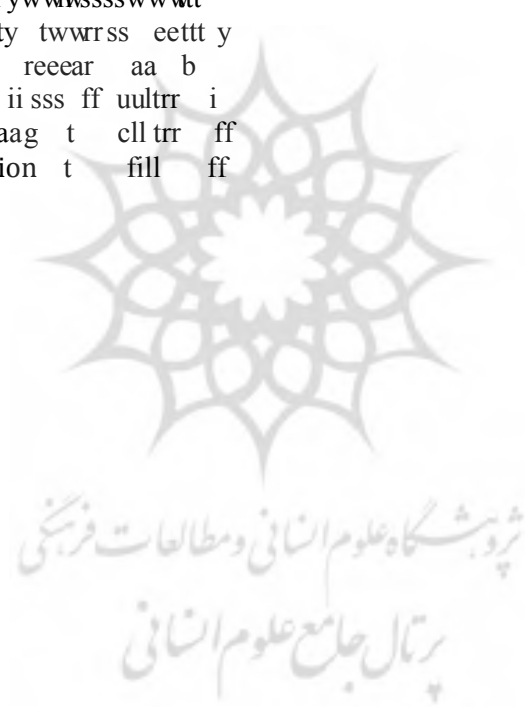 ty twwrrss eettt y
reeear aa b
ii sss ff uultrr i
aag t cll trr ff
ion t fill ff
پژوهشگاه علوم انسانی و مطالعات فرهنگی
پرتال جامع علوم انسانی